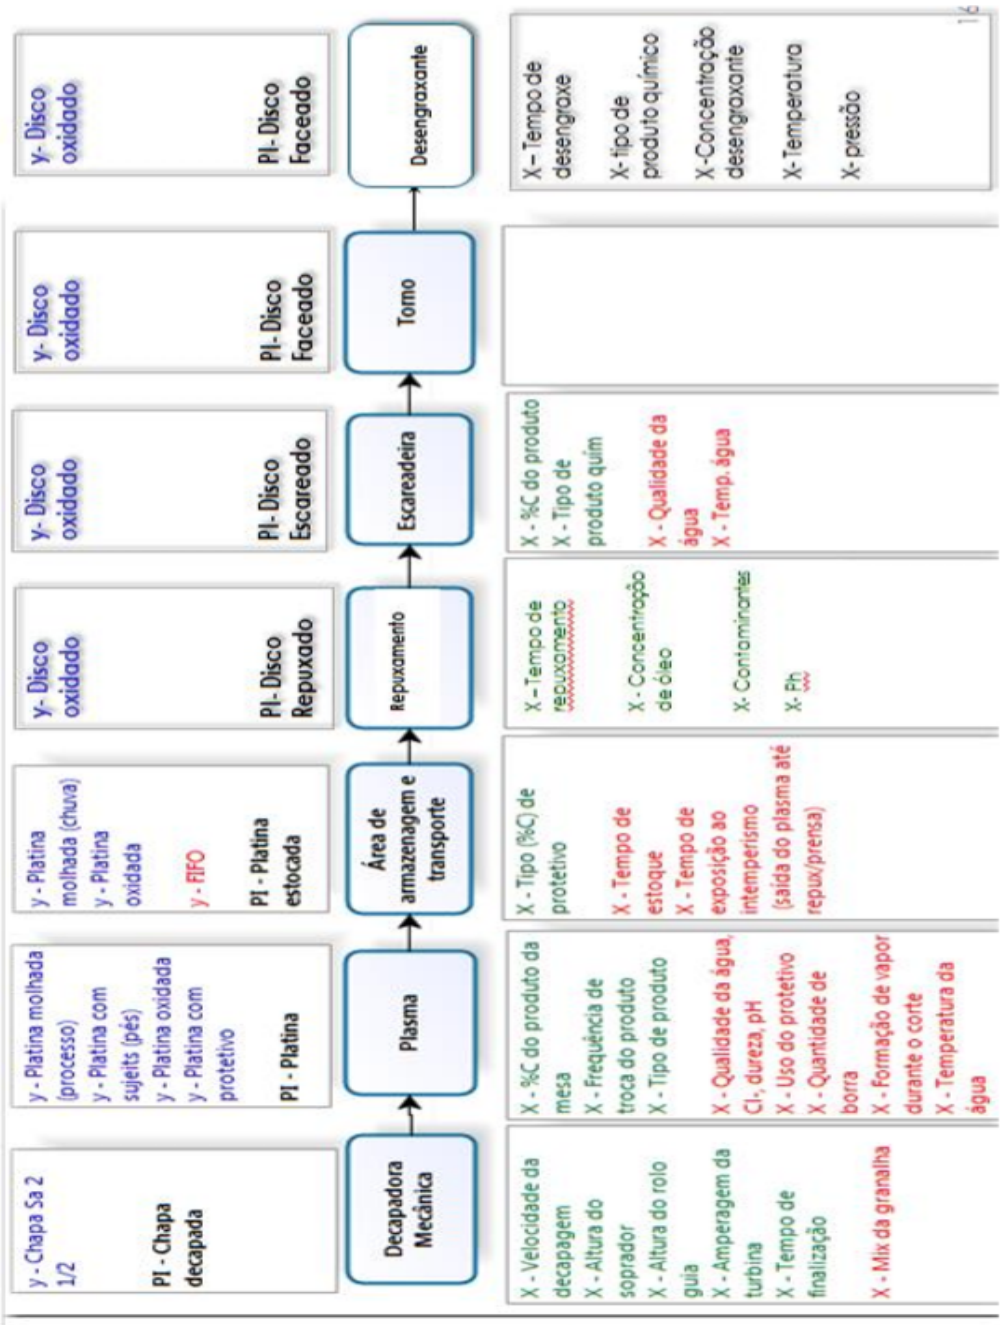 y - Chapa Sa 2
1/2
PI - Chapa
decapada
y - Platina molhada
(processo)
y - Platina com
sujeits (pés)
y - Platina oxidada
y - Platina com
protetivo
PI - Platina
y - Platina
molhada (chuva)
y - Platina
oxidada
y - FIFO
PI - Platina
estocada
y- Disco
oxidado
PI- Disco
Repuxado
y- Disco
oxidado
PI- Disco
Escareado
y- Disco
oxidado
PI- Disco
Faceado
y- Disco
oxidado
PI- Disco
Faceado
Decapadora
Mecânica
Plasma
Área de
armazenagem e
transporte
Repuxamento
Escareadeira
Torno
Desengraxante
X - Velocidade da
decapagem
X - Altura do
soprador
X - Altura do rolo
guia
X - Amperagem da
turbina
X - Tempo de
finalização
X - Mix da granalha
X - %C do produto da
mesa
X - Frequência de
troca do produto
X - Tipo de produto
X - Qualidade da água,
Cl-, dureza, pH
X - Uso do protetivo
X - Quantidade de
borra
X - Formação de vapor
durante o corte
X - Temperatura da
água
X - Tipo (%C) de
protetivo
X - Tempo de
estoque
X - Tempo de
exposição ao
intemperismo
(saída do plasma até
repux/prensa)
X – Tempo de
repuxamento
X - Concentração
de óleo
X- Contaminantes
X- Ph
X - %C do produto
X - Tipo de
produto quím
X - Qualidade da
água
X - Temp. água
X – Tempo de
desengraxe
X- tipo de
produto químico
X -Concentração
desengraxante
X-Temperatura
X- pressão
16